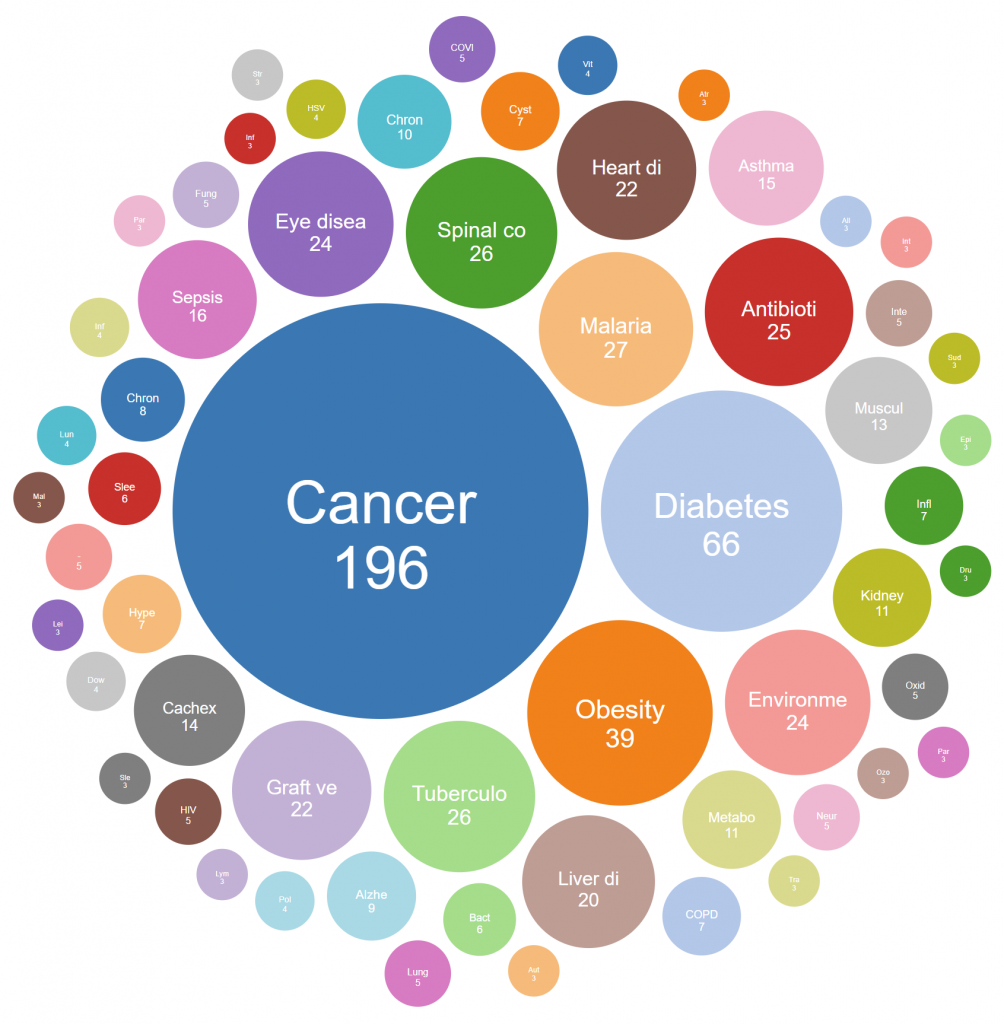 COVI
5
Vit
4
Str
3
HSV
4
Chron
10
Cyst
7
Atr
3
Inf
3
Heart di
22
Asthma
15
Fung
5
Eye disea
24
Spinal co
26
Par
3
All
3
Int
3
Sepsis
16
Malaria
27
Antibioti
25
Inte
5
Inf
4
Sud
3
Chron
8
Muscul
13
Lun
4
Epi
3
Slee
6
Mal
3
Cancer
196
Diabetes
66
Infl
7
-
5
Dru
3
Hype
7
Kidney
11
Lei
3
Dow
4
Oxid
5
Cachex
14
Obesity
39
Environme
24
Par
3
Sle
3
Ozo
3
Graft ve
22
Tuberculo
26
HIV
5
Metabo
11
Neur
5
Lym
3
Pol
4
Alzhe
9
Liver di
20
Tra
3
Bact
6
COPD
7
Lung
5
Aut
3